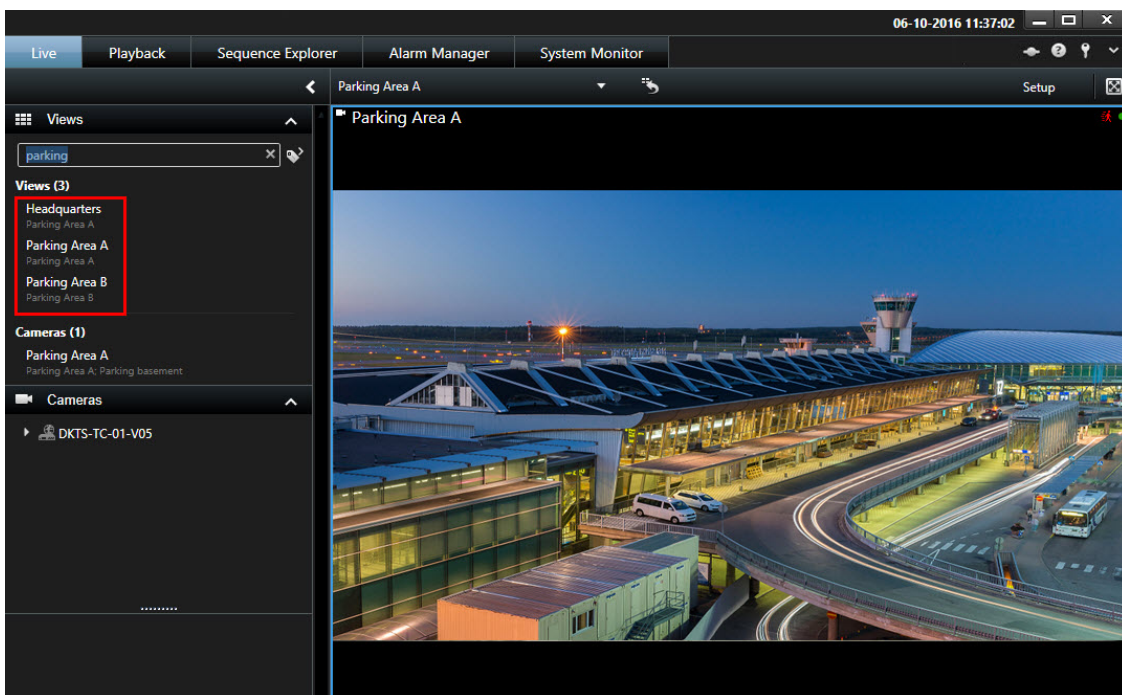 06-10-2016 11:37:02
Live Playback Sequence Explorer Alarm Manager System Monitor
Parking Area A Setup
Views
Parking Area A
parking
Views (3)
Headquarters
Parking Area A
Parking Area A
Parking Area A
Parking Area B
Parking Area B
Cameras (1)
Parking Area A
Parking Area A; Parking basement
Cameras
DKTS-TC-01-V05